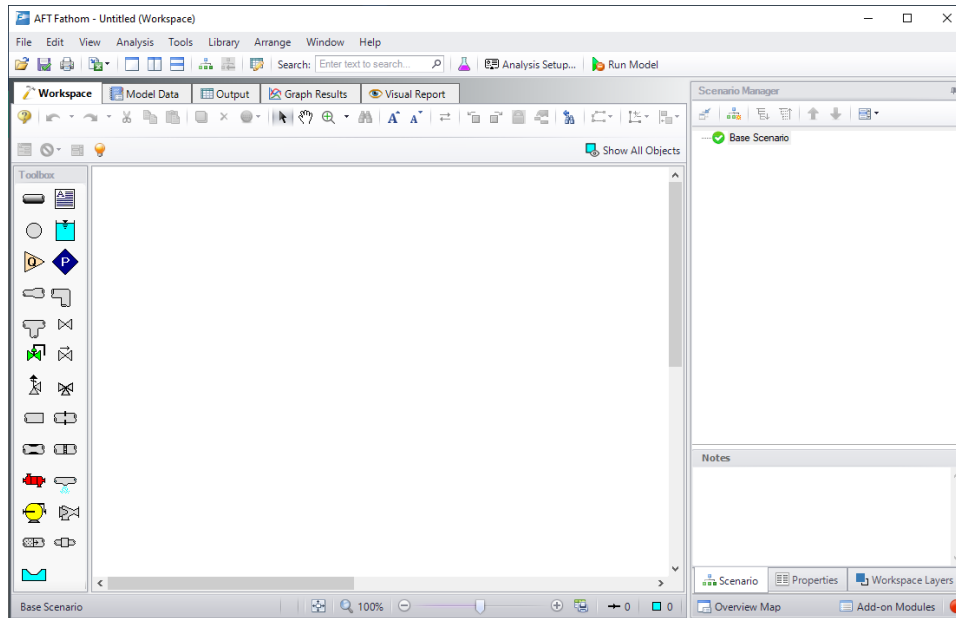 AFT Fathom - Untitled (Workspace)
File Edit View Analysis Tools Library Arrange Window Help
Search: Enter text to search... Analysis Setup... Run Model
Workspace Model Data Output Graph Results Visual Report
Scenario Manager
A A
Show All Objects
Base Scenario
Toolbox
A
Q P
Notes
Scenario Properties Workspace Layers
Base Scenario 100% 0 0 Overview Map Add-on Modules